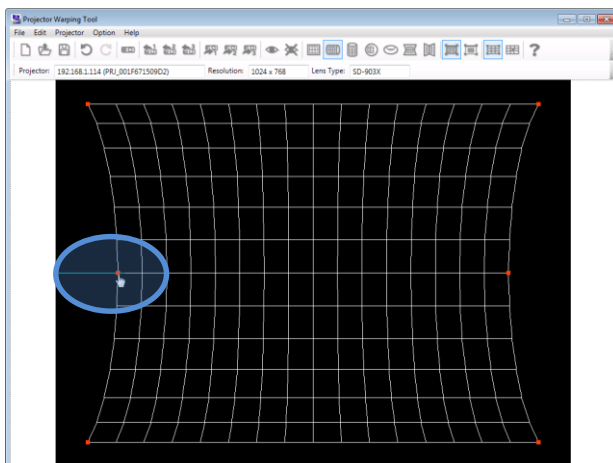 Projector Warping Tool
File Edit Projector Option Help
Projector: 192.168.1.114 (PRJ_001F671509D2) Resolution: 1024 x 768 Lens Type: SD-903X